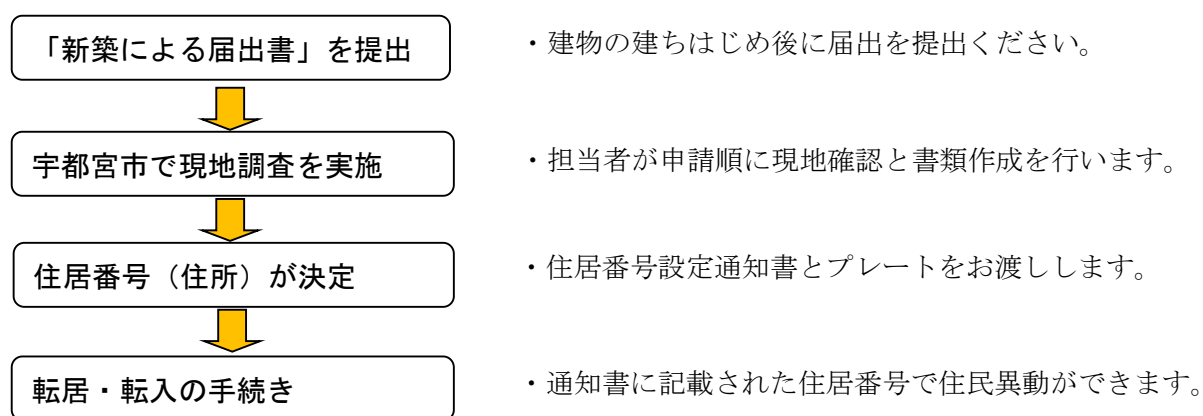 「新築による届出書」を提出
・建物の建ちはじめ後に届出を提出ください。
宇都宮市で現地調査を実施
・担当者が申請順に現地確認と書類作成を行います。
住居番号（住所）が決定
・住居番号設定通知書とプレートをお渡しします。
転居・転入の手続き
・通知書に記載された住居番号で住民異動ができます。